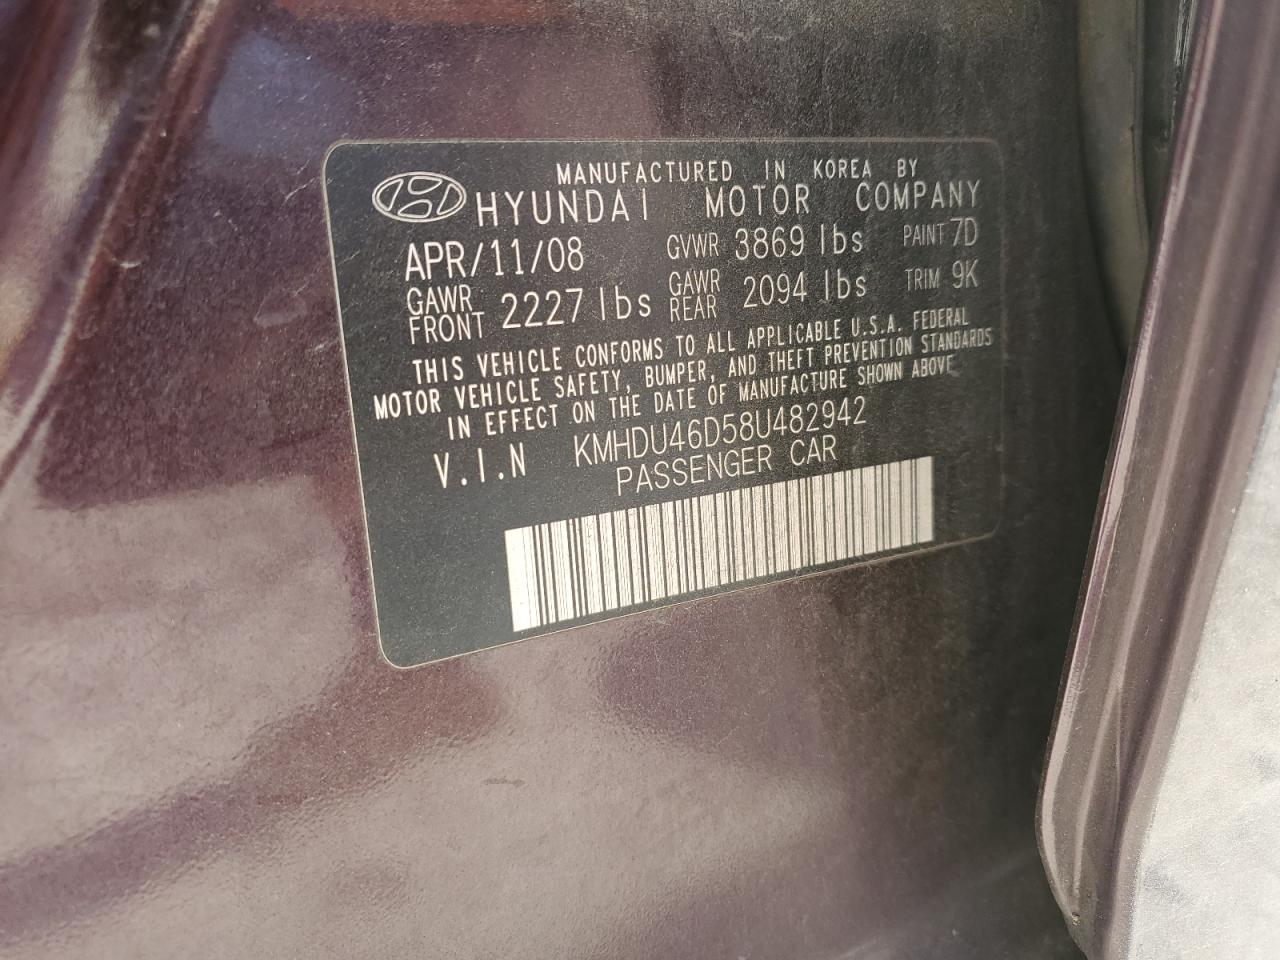 MANUFACTURED IN KOREA BY
HYUNDAI MOTOR COMPANY
APR/11/08 GVWR 3869 lbs PAINT 7D
GAWR FRONT 2227 lbs GAWR REAR 2094 lbs TRIM 9K
THIS VEHICLE CONFORMS TO ALL APPLICABLE U.S.A. FEDERAL
MOTOR VEHICLE SAFETY, BUMPER, AND THEFT PREVENTION STANDARDS
IN EFFECT ON THE DATE OF MANUFACTURE SHOWN ABOVE
V.I.N KMHDU46D58U482942
PASSENGER CAR